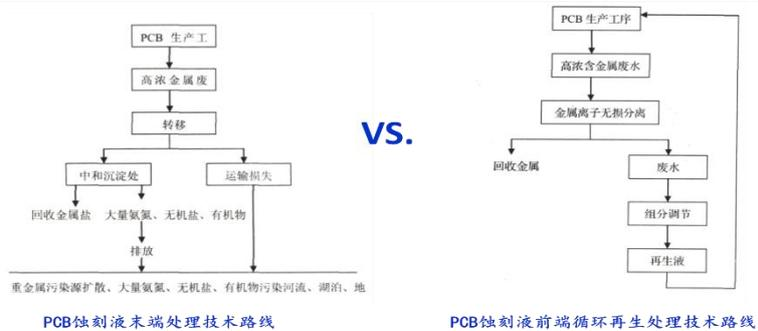 PCB 生产工
高浓金属废
转移
中和沉淀处
运输损失
回收金属盐
大量氨氮、无机盐、有机物
排放
重金属污染源扩散、大量氨氮、无机盐、有机物污染河流、湖泊、地
PCB蚀刻液末端处理技术路线
VS.
PCB 生产工序
高浓含金属废水
金属离子无损分离
回收金属
废水
组分调节
再生液
PCB蚀刻液前端循环再生处理技术路线